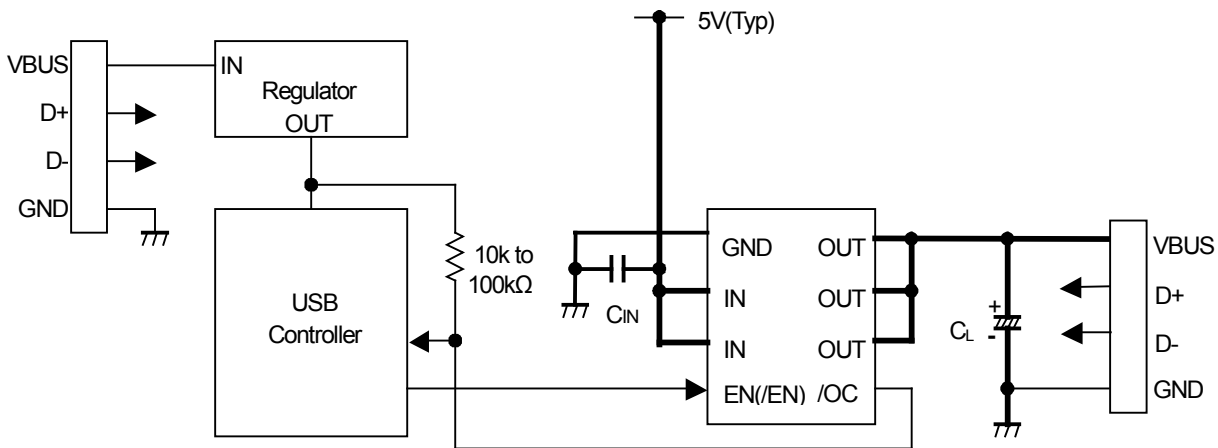 5V(Typ)
VBUS
D+
D-
GND
IN
Regulator
OUT
USB
Controller
10k to
100kΩ
CIN
GND
IN
IN
EN(/EN)
OUT
OUT
OUT
/OC
+
-
CL
VBUS
D+
D-
GND